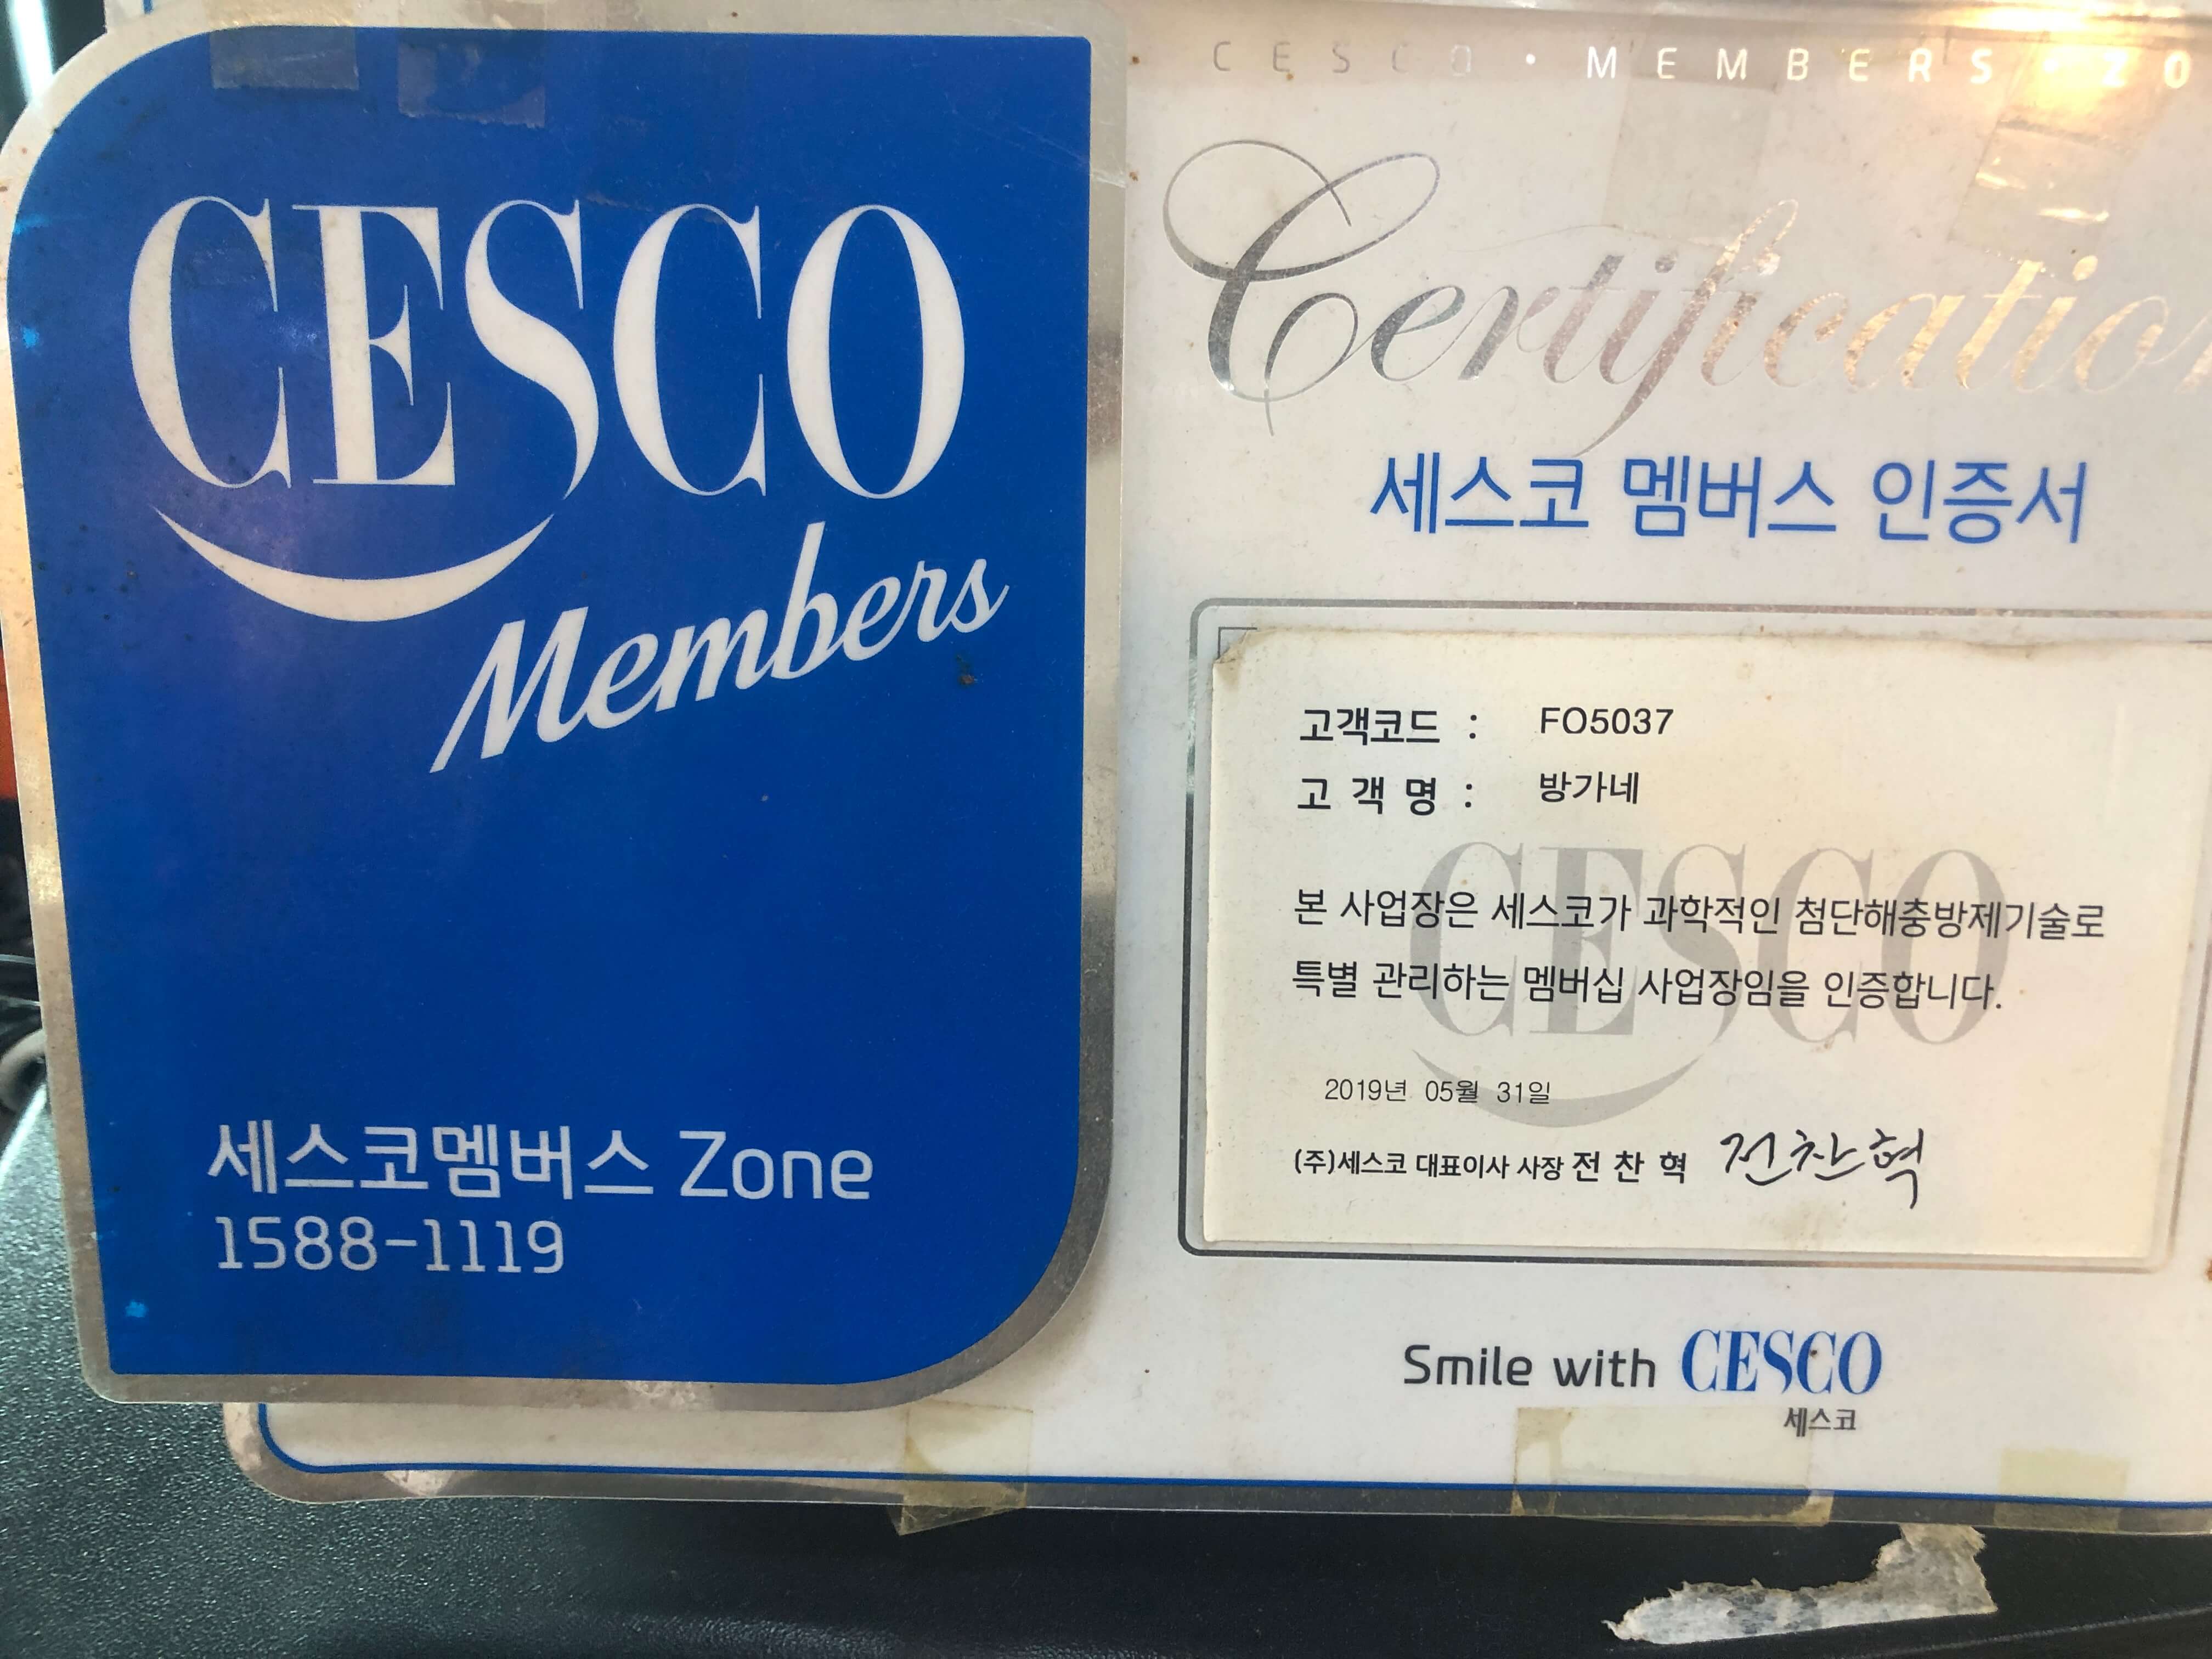 CESCO
Members
세스코멤버스 Zone
1588-1119
CESCO • MEMBERS • ZO
Certification
세스코 멤버스 인증서
고객코드 : FO5037
고 객 명 : 방가네
CESCO
본 사업장은 세스코가 과학적인 첨단해충방제기술로
특별 관리하는 멤버십 사업장임을 인증합니다.
2019년 05월 31일
(주)세스코 대표이사 사장 전 찬 혁 전찬혁
Smile with CESCO
세스코